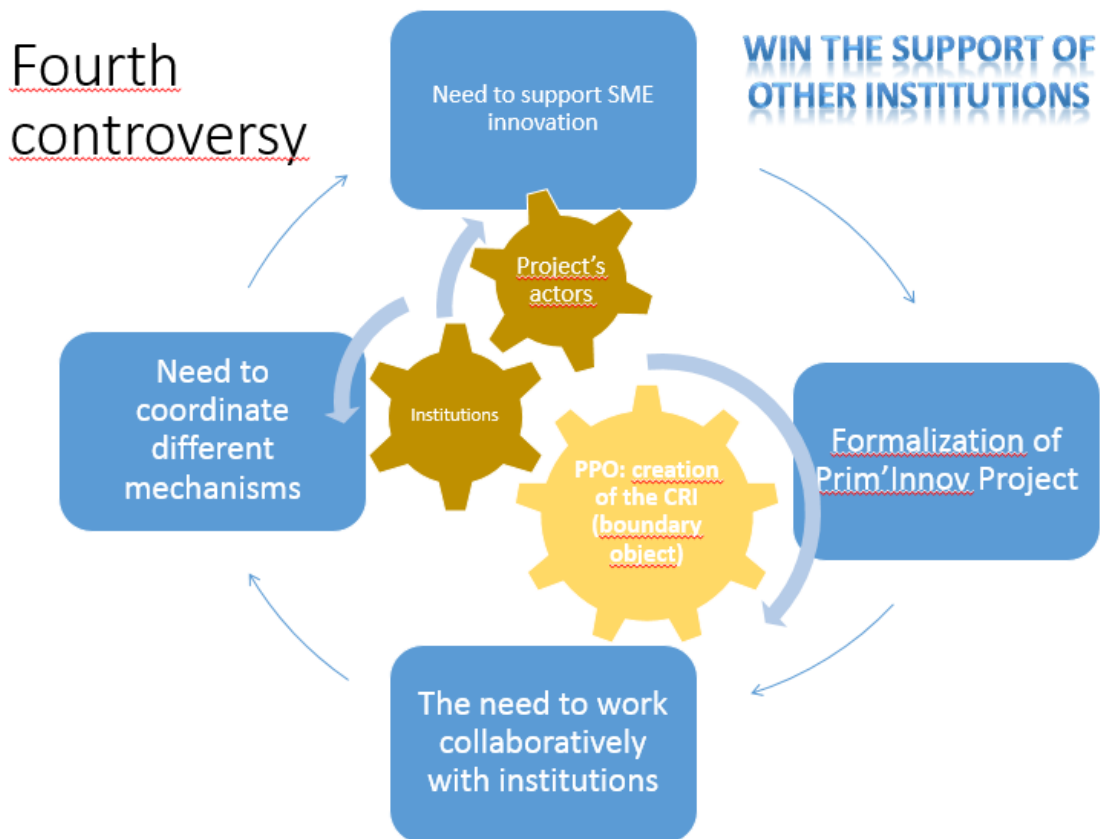 Fourth
controversy
WIN THE SUPPORT OF
OTHER INSTITUTIONS
Need to support SME
innovation
Project's
actors
Institutions
PPO: creation
of the CRI
(boundary
object)
Need to
coordinate
different
mechanisms
Formalization of
Prim'Innov Project
The need to work
collaboratively
with institutions